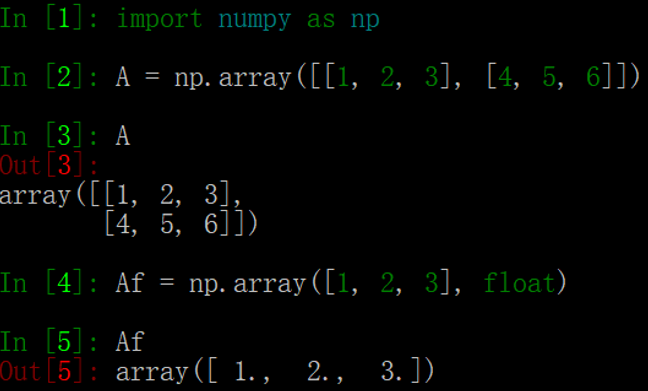 In [1]: import numpy as np
In [2]: A = np.array([[1, 2, 3], [4, 5, 6]])
In [3]: A
Out[3]:
array([[1, 2, 3],
       [4, 5, 6]])
In [4]: Af = np.array([1, 2, 3], float)
In [5]: Af
Out[5]: array([ 1.,  2.,  3.])